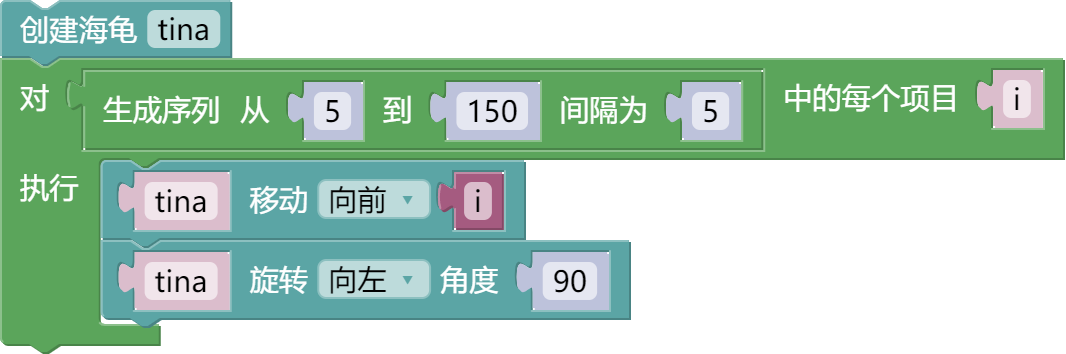 创建海龟 tina
对 生成序列 从 5 到 150 间隔为 5 中的每个项目 i
执行 tina 移动 向前 i
tina 旋转 向左 角度 90